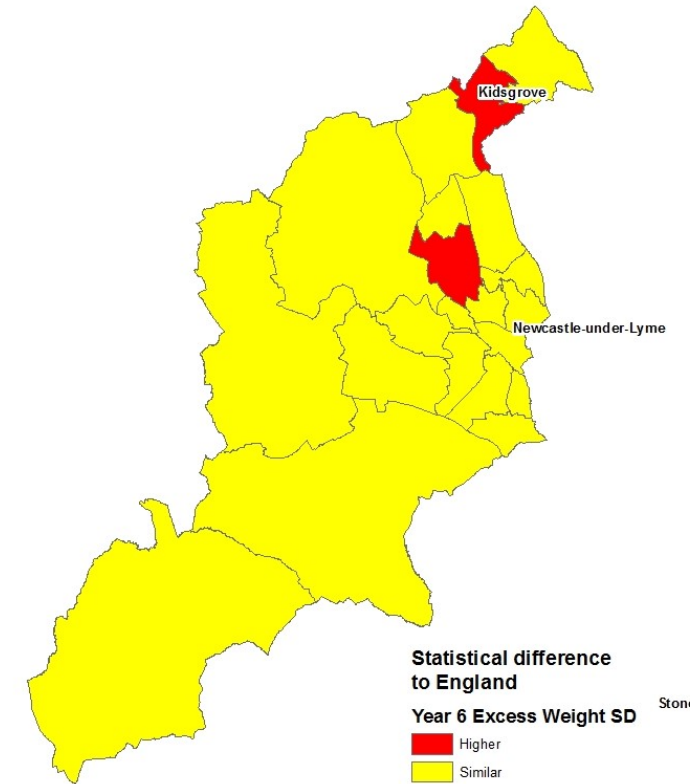 Kidsgrove
Newcastle-under-Lyme
Statistical difference
to England
Year 6 Excess Weight SD
Higher
Similar